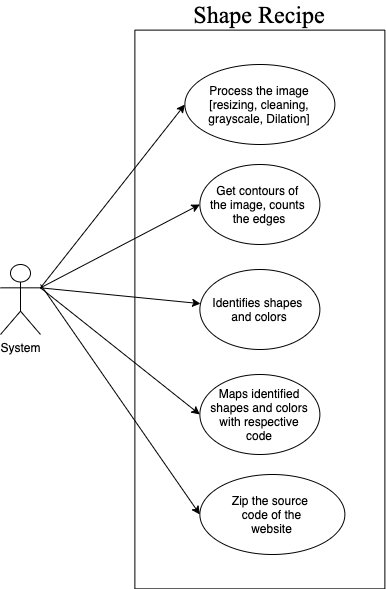 Shape Recipe
Process the image
[resizing, cleaning,
grayscale, Dilation]
Get contours of
the image, counts
the edges
Identifies shapes
and colors
System
Maps identified
shapes and colors
with respective
code
Zip the source
code of the
website